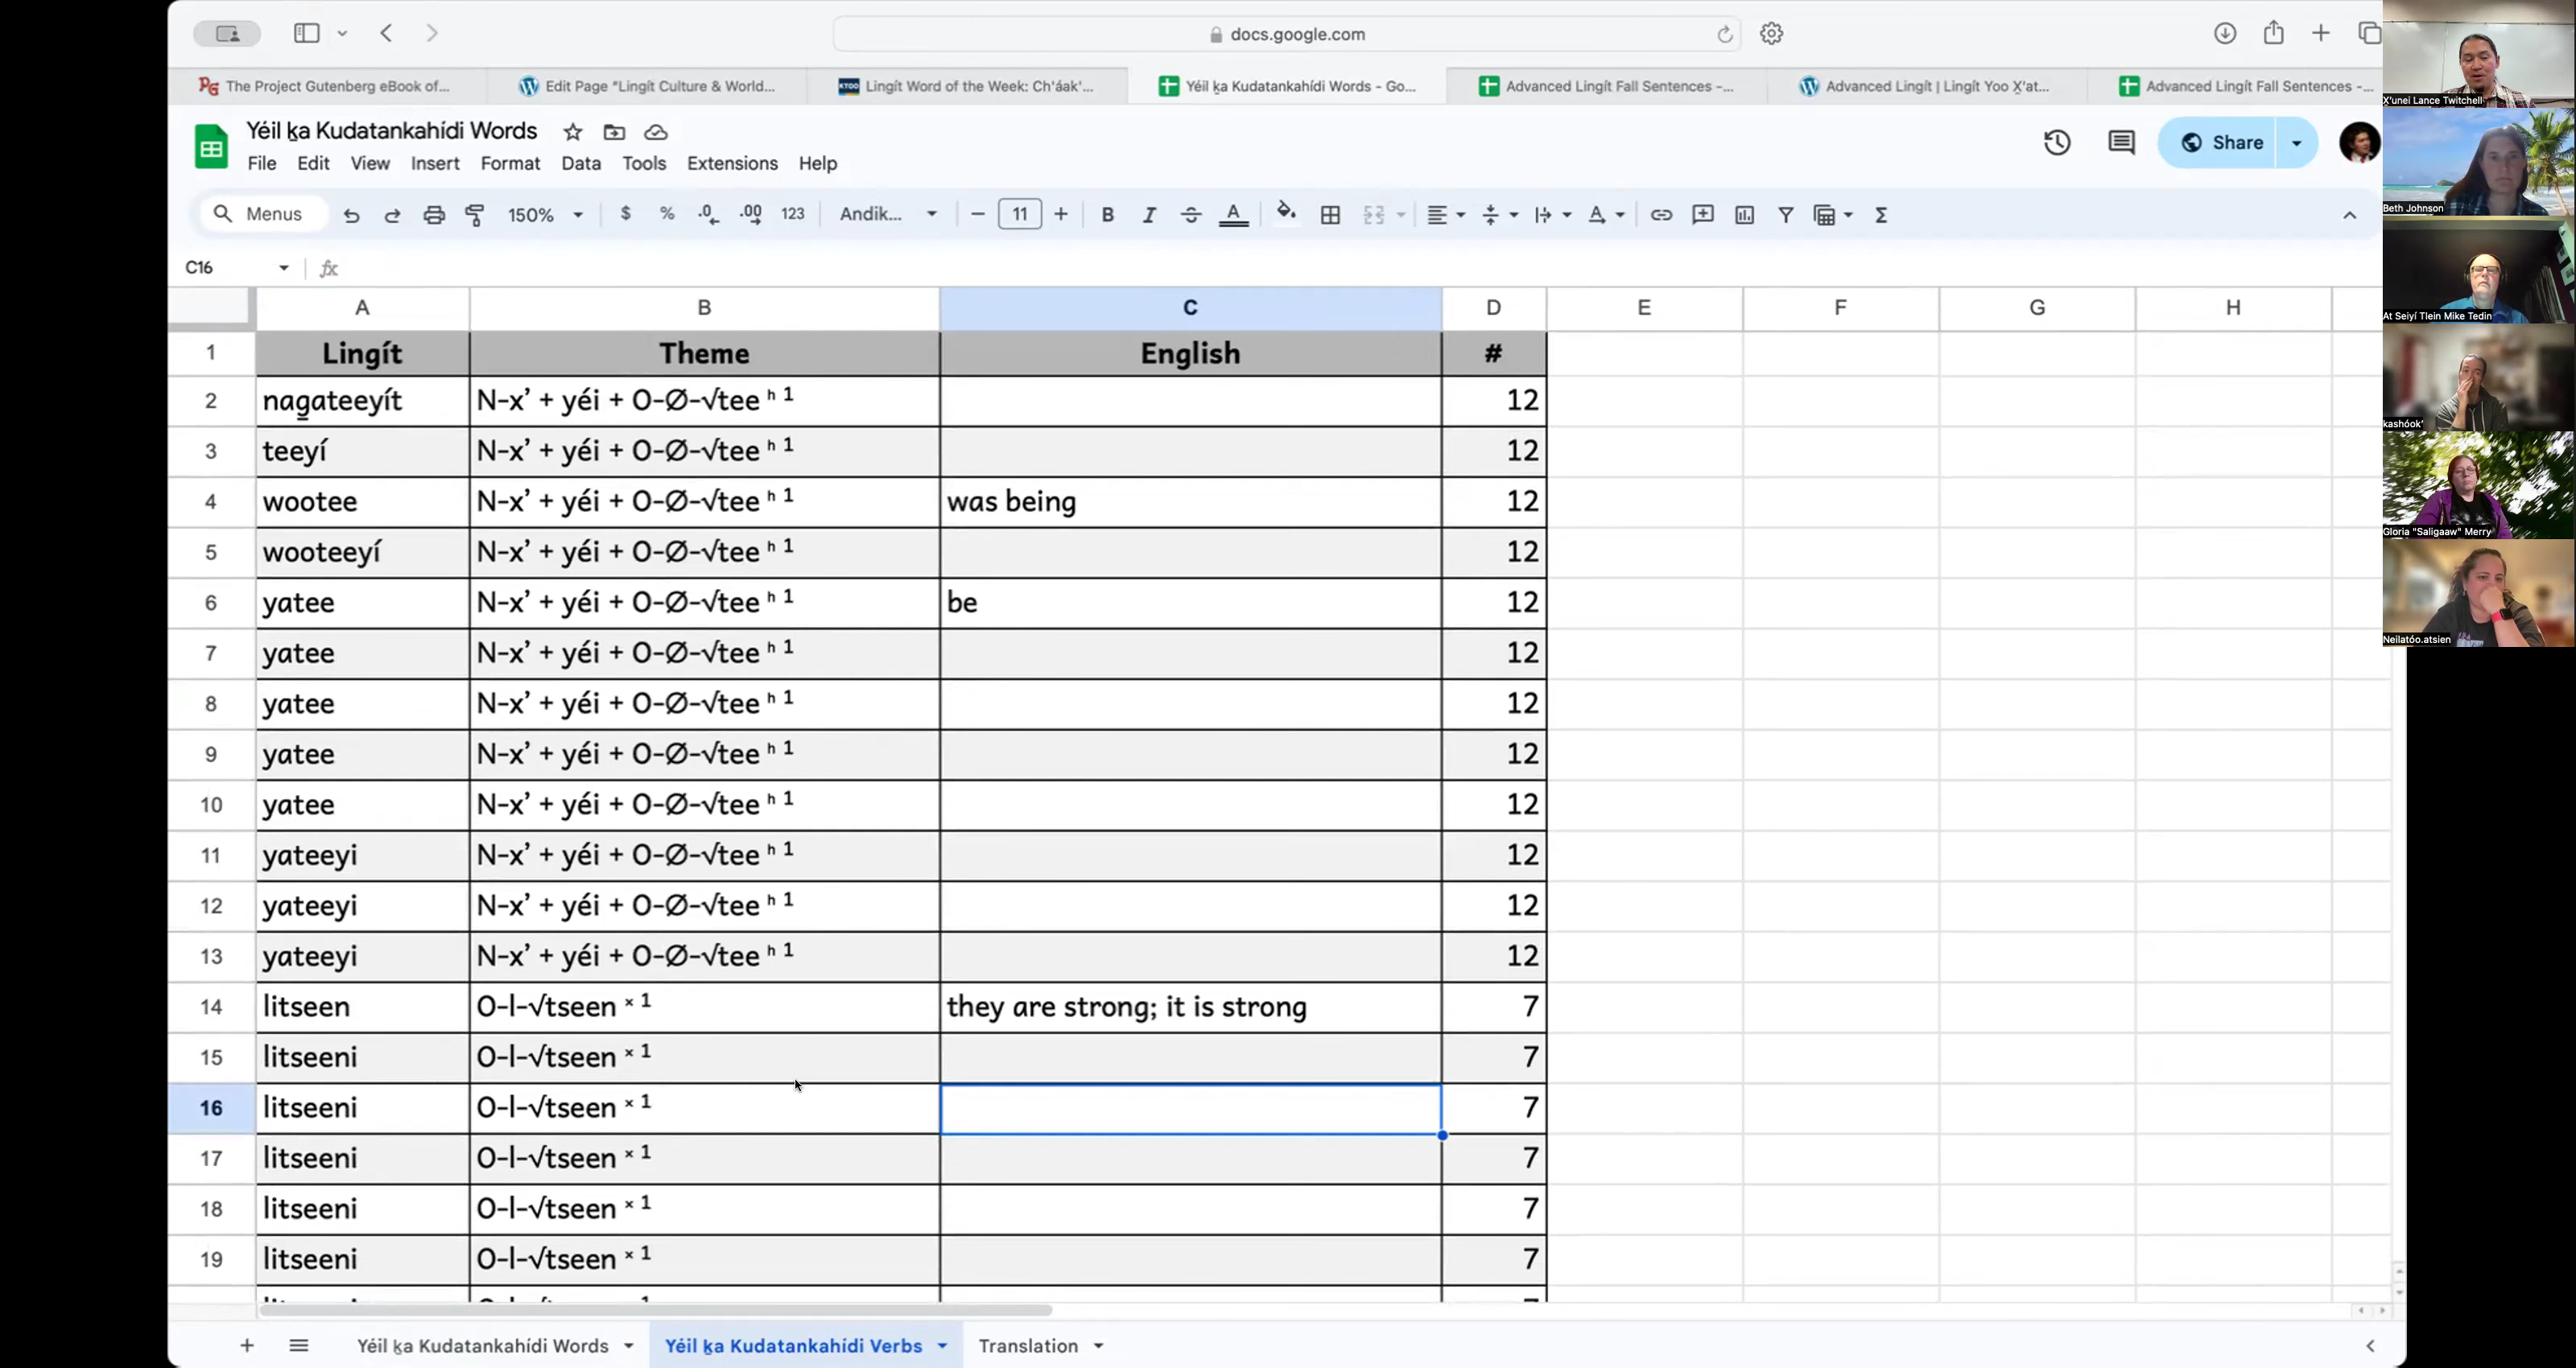 docs.google.com
The Project Gutenberg eBook of...
Edit Page "Lingít Culture & World...
KTOO
Lingít Word of the Week: Ch'áak'...
Yéil ḵa Kudatankahídi Words - Go...
Advanced Lingít Fall Sentences -...
Advanced Lingít | Lingít Yoo X̱'at...
Advanced Lingít Fall Sentences -...
Yéil ḵa Kudatankahídi Words
File Edit View Insert Format Data Tools Extensions Help
Share
Menus 150% $ % .0 .00 123 Andik... 11 B I A
C16 fx
A B C D E F G H
1 Lingít Theme English #
2 nag̱ateeyít N-x’ + yéi + O-Ø-√tee ʰ ¹ 12
3 teeyí N-x’ + yéi + O-Ø-√tee ʰ ¹ 12
4 wootee N-x’ + yéi + O-Ø-√tee ʰ ¹ was being 12
5 wooteeyí N-x’ + yéi + O-Ø-√tee ʰ ¹ 12
6 yatee N-x’ + yéi + O-Ø-√tee ʰ ¹ be 12
7 yatee N-x’ + yéi + O-Ø-√tee ʰ ¹ 12
8 yatee N-x’ + yéi + O-Ø-√tee ʰ ¹ 12
9 yatee N-x’ + yéi + O-Ø-√tee ʰ ¹ 12
10 yatee N-x’ + yéi + O-Ø-√tee ʰ ¹ 12
11 yateeyi N-x’ + yéi + O-Ø-√tee ʰ ¹ 12
12 yateeyi N-x’ + yéi + O-Ø-√tee ʰ ¹ 12
13 yateeyi N-x’ + yéi + O-Ø-√tee ʰ ¹ 12
14 litseen O-l-√tseen ˣ ¹ they are strong; it is strong 7
15 litseeni O-l-√tseen ˣ ¹ 7
16 litseeni O-l-√tseen ˣ ¹ 7
17 litseeni O-l-√tseen ˣ ¹ 7
18 litseeni O-l-√tseen ˣ ¹ 7
19 litseeni O-l-√tseen ˣ ¹ 7
Yéil ḵa Kudatankahídi Words
Yéil ḵa Kudatankahídi Verbs
Translation
X̱'unei Lance Twitchell
Beth Johnson
At Seiyí Tlein Mike Tedin
kashóok'
Gloria "Saligaaw" Merry
Neilatóo.atsien